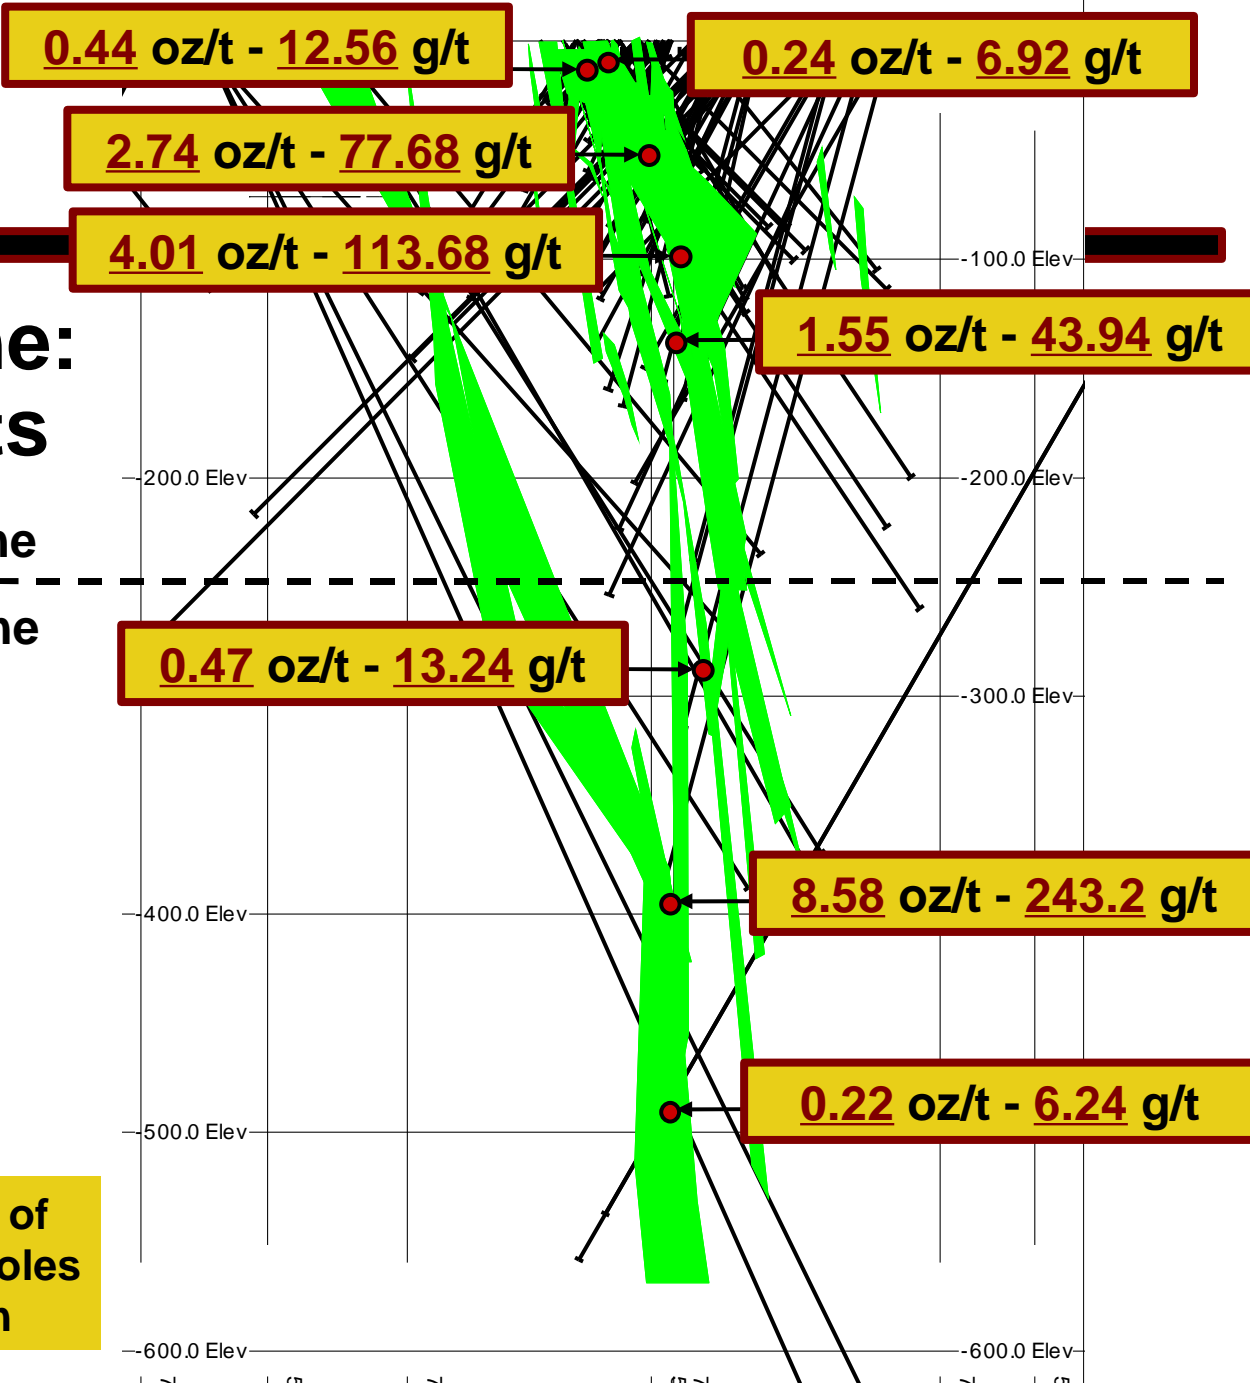 0.44 oz/t - 12.56 g/t
0.24 oz/t - 6.92 g/t
2.74 oz/t - 77.68 g/t
4.01 oz/t - 113.68 g/t
-100.0 Elev
1.55 oz/t - 43.94 g/t
-200.0 Elev
-200.0 Elev
0.47 oz/t - 13.24 g/t
-300.0 Elev
8.58 oz/t - 243.2 g/t
-400.0 Elev
0.22 oz/t - 6.24 g/t
-500.0 Elev
of
-600.0 Elev
-600.0 Elev